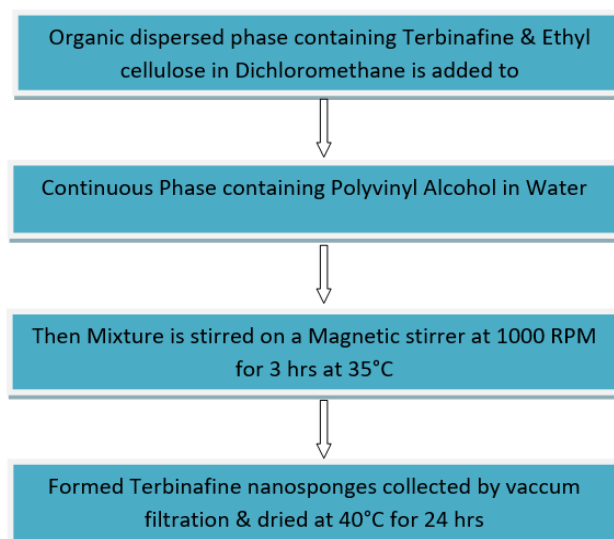 Organic dispersed phase containing Terbinafine & Ethyl
cellulose in Dichloromethane is added to
Continuous Phase containing Polyvinyl Alcohol in Water
Then Mixture is stirred on a Magnetic stirrer at 1000 RPM
for 3 hrs at 35°C
Formed Terbinafine nanosponges collected by vaccum
filtration & dried at 40°C for 24 hrs